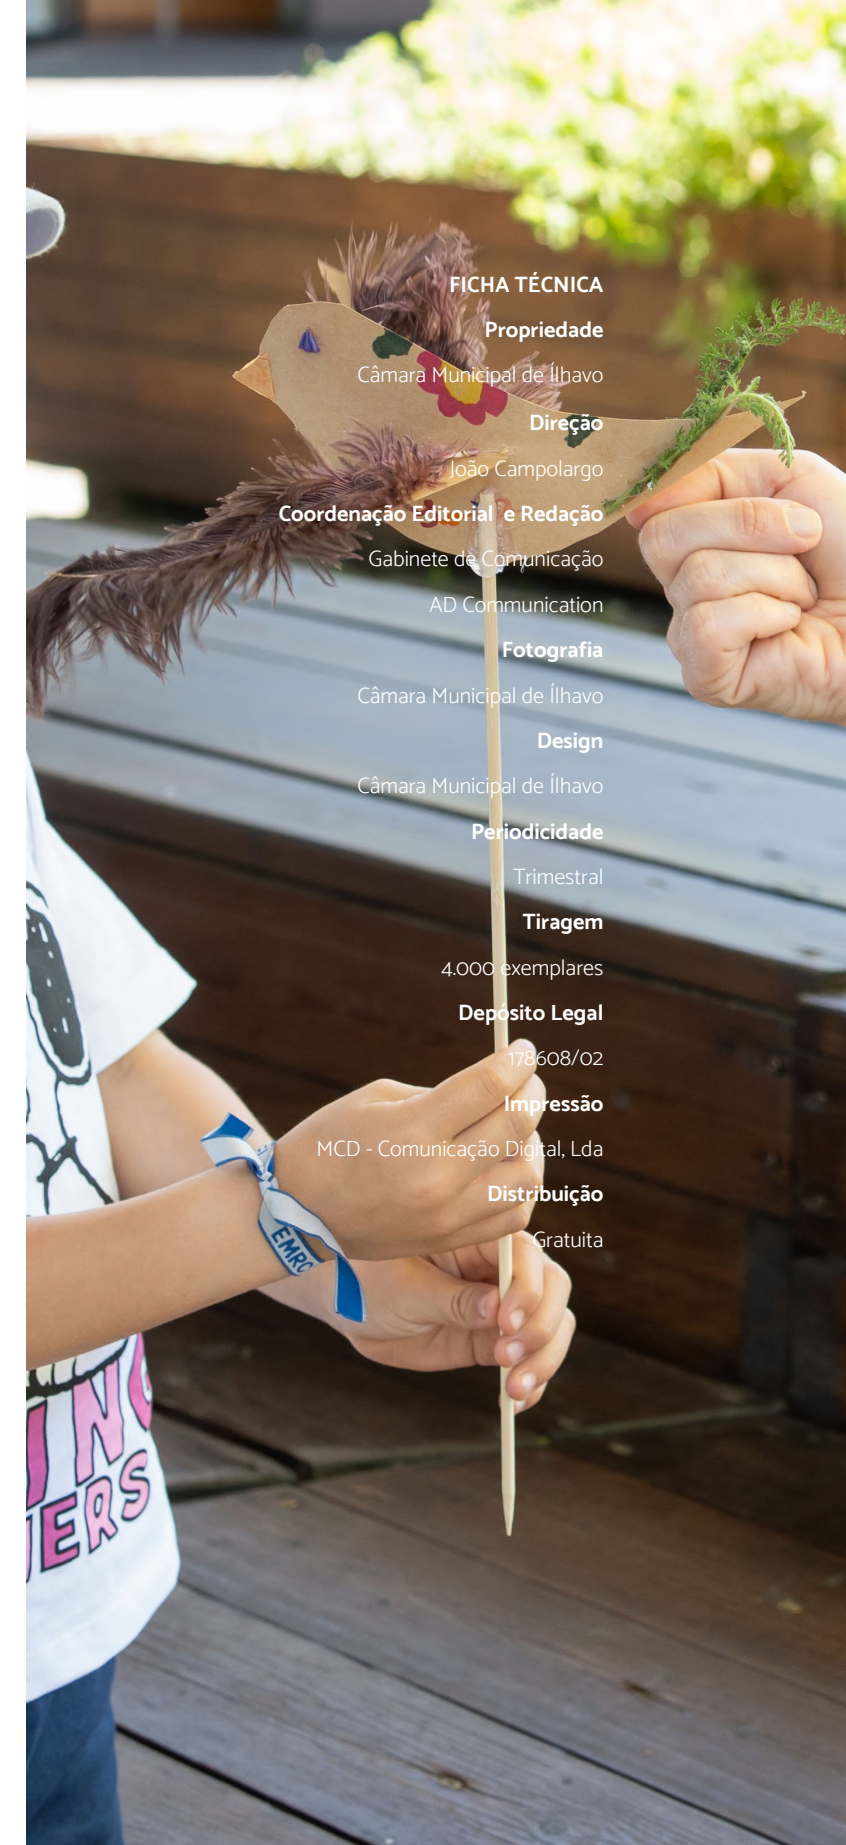 FICHA TÉCNICA
Propriedade
Câmara Municipal de Ílhavo
Direção
João Campolargo
Coordenação Editorial e Redação
Gabinete de Comunicação
AD Communication
Fotografia
Câmara Municipal de Ílhavo
Design
Câmara Municipal de Ílhavo
Periodicidade
Trimestral
Tiragem
4.000 exemplares
Depósito Legal
178608/02
Impressão
MCD - Comunicação Digital, Lda
Distribuição
Gratuita
EMRC